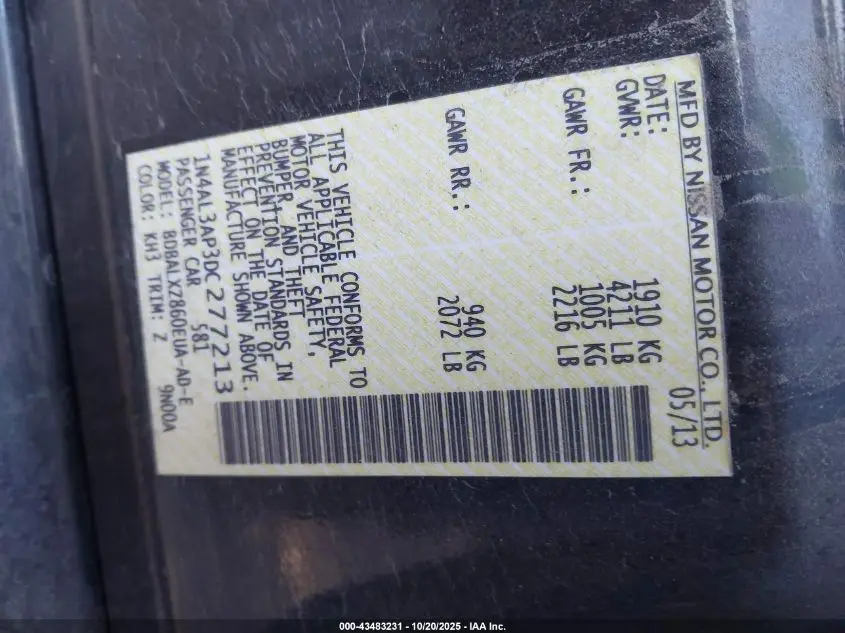 MFD BY NISSAN MOTOR CO., LTD.
DATE: 05/13
GVWR: 1910 KG
4211 LB
GAWR FR.: 1005 KG
2216 LB
GAWR RR.: 940 KG
2072 LB
THIS VEHICLE CONFORMS TO
ALL APPLICABLE FEDERAL
MOTOR VEHICLE SAFETY,
BUMPER, AND THEFT
PREVENTION STANDARDS IN
EFFECT ON THE DATE OF
MANUFACTURE SHOWN ABOVE.
1N4AL3AP3DC277213
PASSENGER CAR 581
MODEL: BDBALXZ860EUA-AD-E
COLOR: KH3 TRIM: Z 9N00A
000-43483231 - 10/20/2025 - IAA Inc.